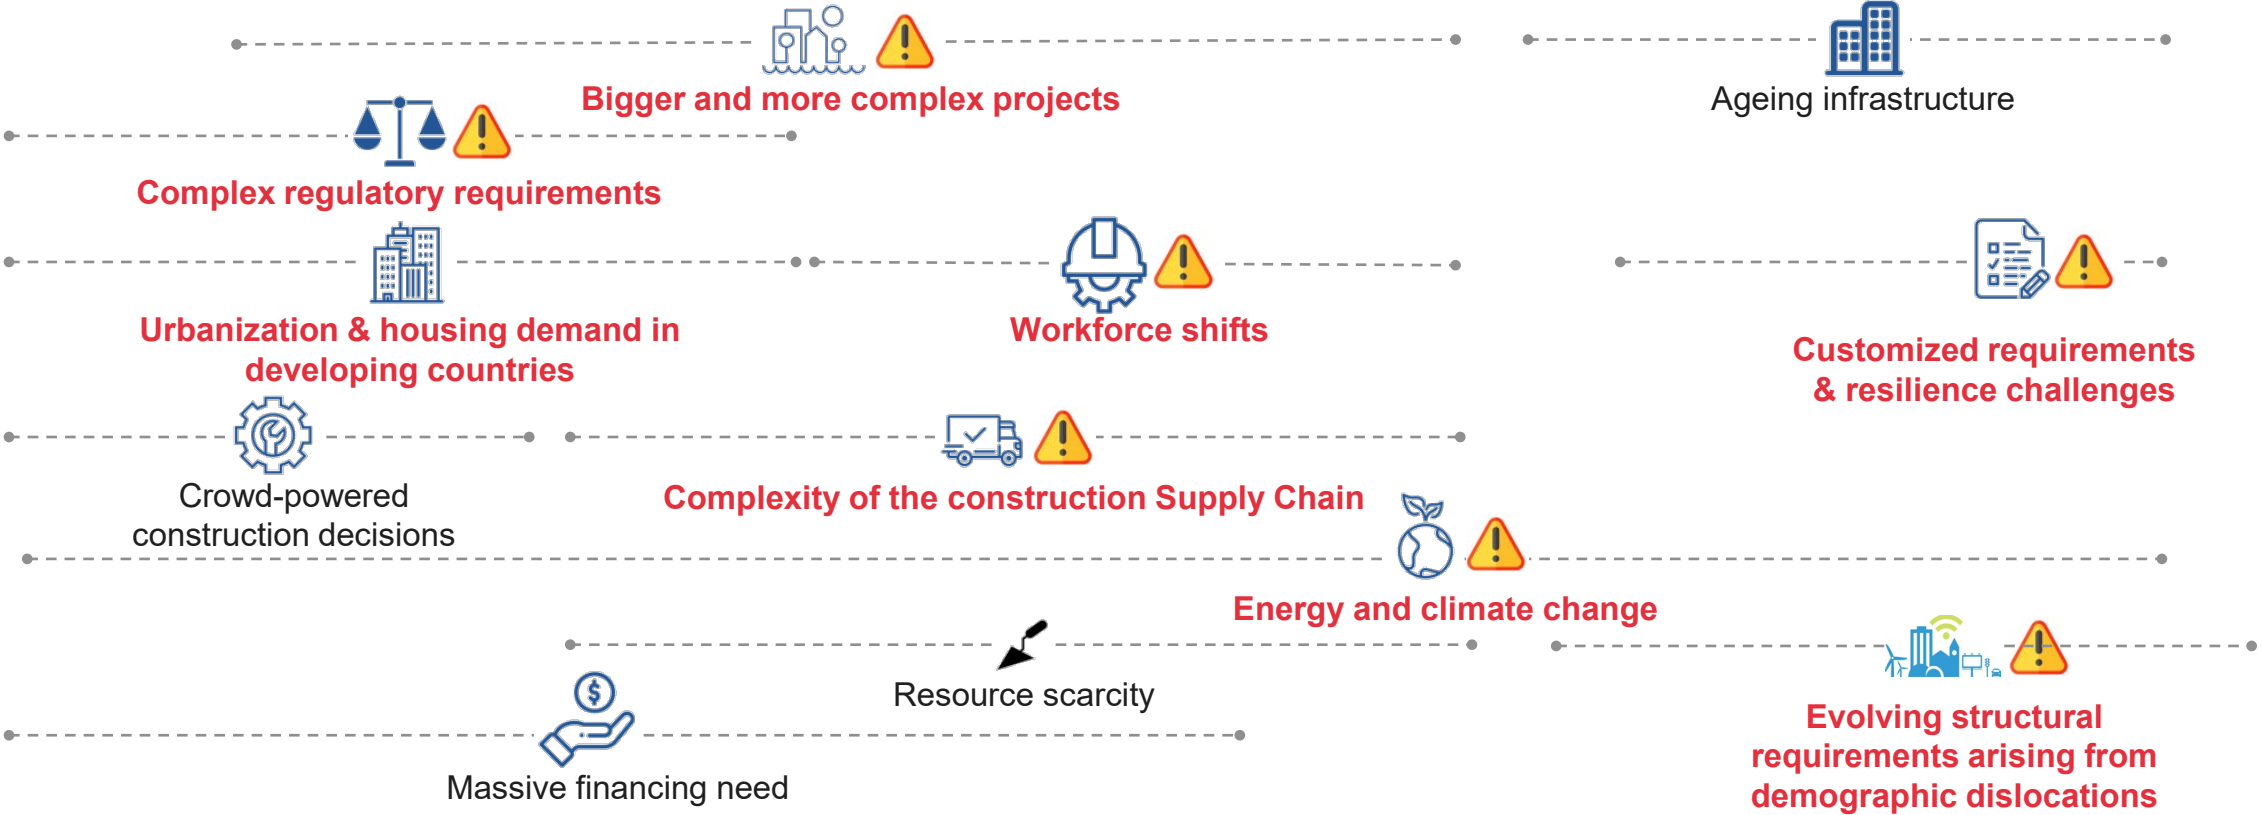 Bigger and more complex projects
Ageing infrastructure
Complex regulatory requirements
Urbanization & housing demand in
developing countries
Workforce shifts
Customized requirements
& resilience challenges
Crowd-powered
construction decisions
Complexity of the construction Supply Chain
Energy and climate change
Resource scarcity
Massive financing need
Evolving structural
requirements arising from
demographic dislocations